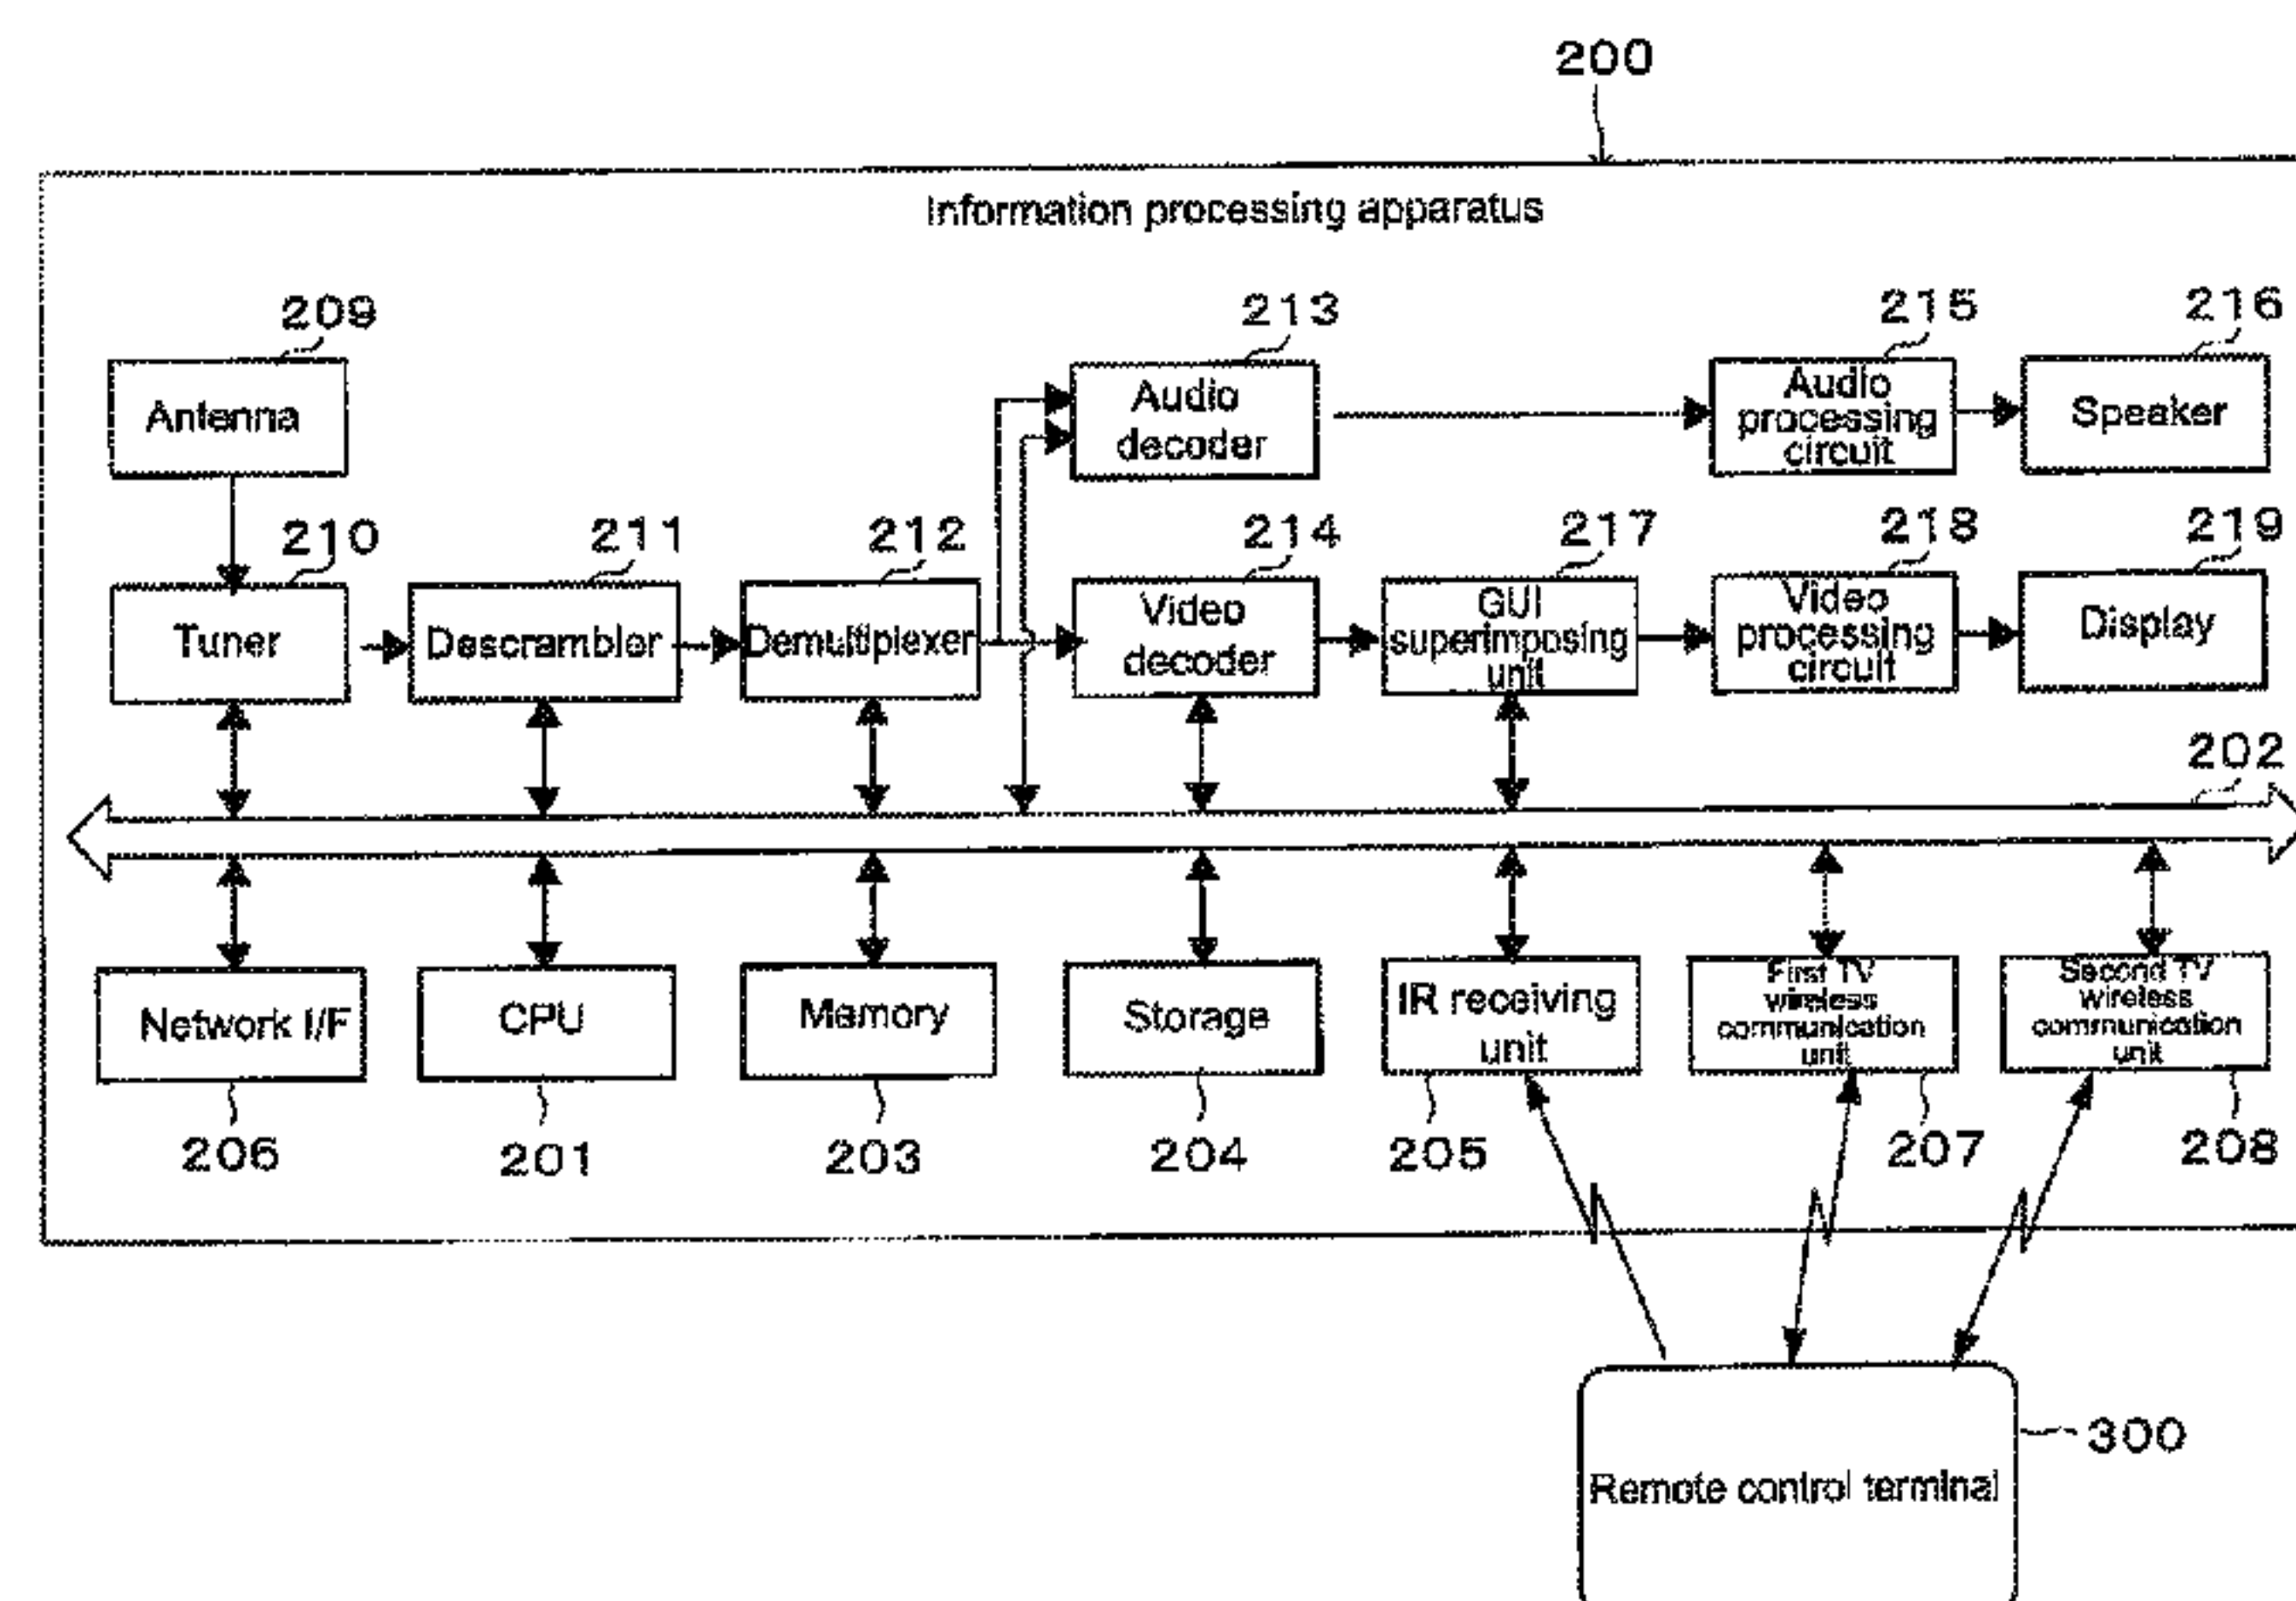 200
Information processing apparatus
209
213
215
216
Antenna
Audio
decoder
Audio
processing
circuit
Speaker
210
211
212
214
217
218
219
Tuner
Descrambler
Demultiplexer
Video
decoder
GUI
superimposing
unit
Video
processing
circuit
Display
202
Network I/F
CPU
Memory
Storage
IR receiving
unit
First TV
wireless
communication
unit
Second TV
wireless
communication
unit
206
201
203
204
205
207
208
300
Remote control terminal